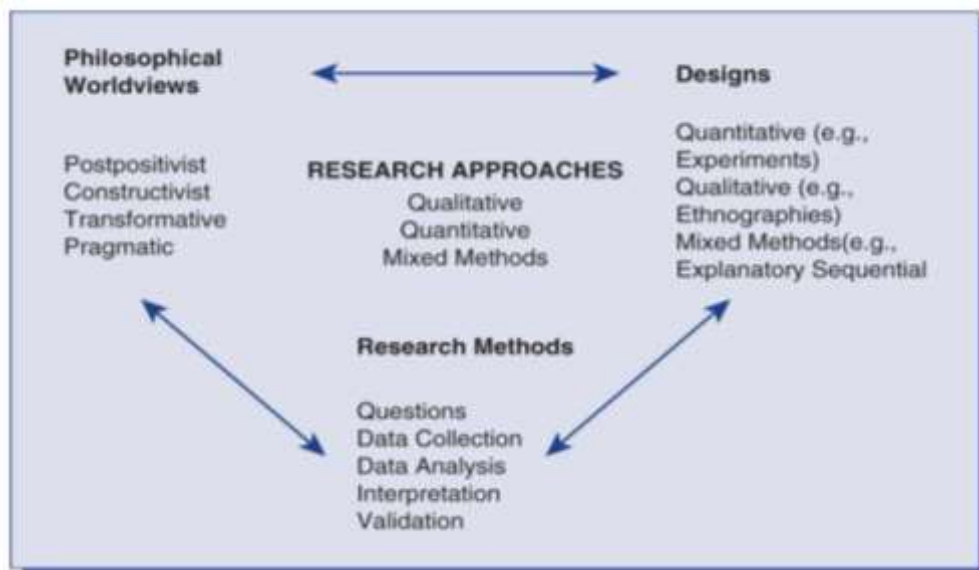 Philosophical
Worldviews
Postpositivist
Constructivist
Transformative
Pragmatic
RESEARCH APPROACHES
Qualitative
Quantitative
Mixed Methods
Designs
Quantitative (e.g.,
Experiments)
Qualitative (e.g.,
Ethnographies)
Mixed Methods(e.g.,
Explanatory Sequential
Research Methods
Questions
Data Collection
Data Analysis
Interpretation
Validation